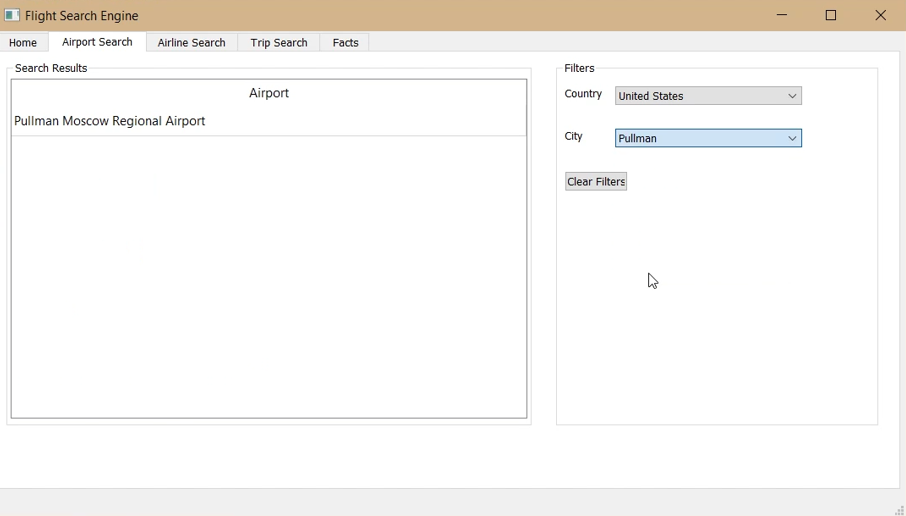 Flight Search Engine
Home Airport Search Airline Search Trip Search Facts
Search Results
Airport
Pullman Moscow Regional Airport
Filters
Country United States
City Pullman
Clear Filters